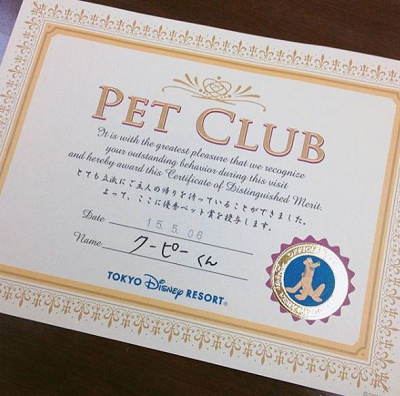 PET CLUB
It is with the greatest pleasure that we recognize
your outstanding behavior during this visit
and hereby award this Certificate of Distinguished Merit.
とても立派にご主人の帰りを待っていることができました。
よって、ここに優秀ペット賞を授与します。
Date 15.5.06
Name クーピーくん
TOKYO Disney RESORT®
OFFICIAL